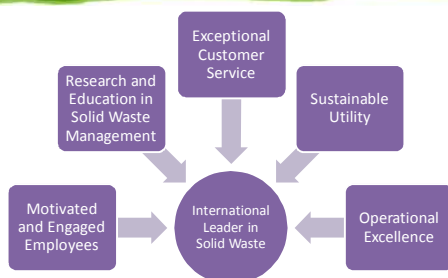 Exceptional
Customer
Service
Research and
Education in
Solid Waste
Management
Sustainable
Utility
Motivated
and Engaged
Employees
International
Leader in
Solid Waste
Operational
Excellence